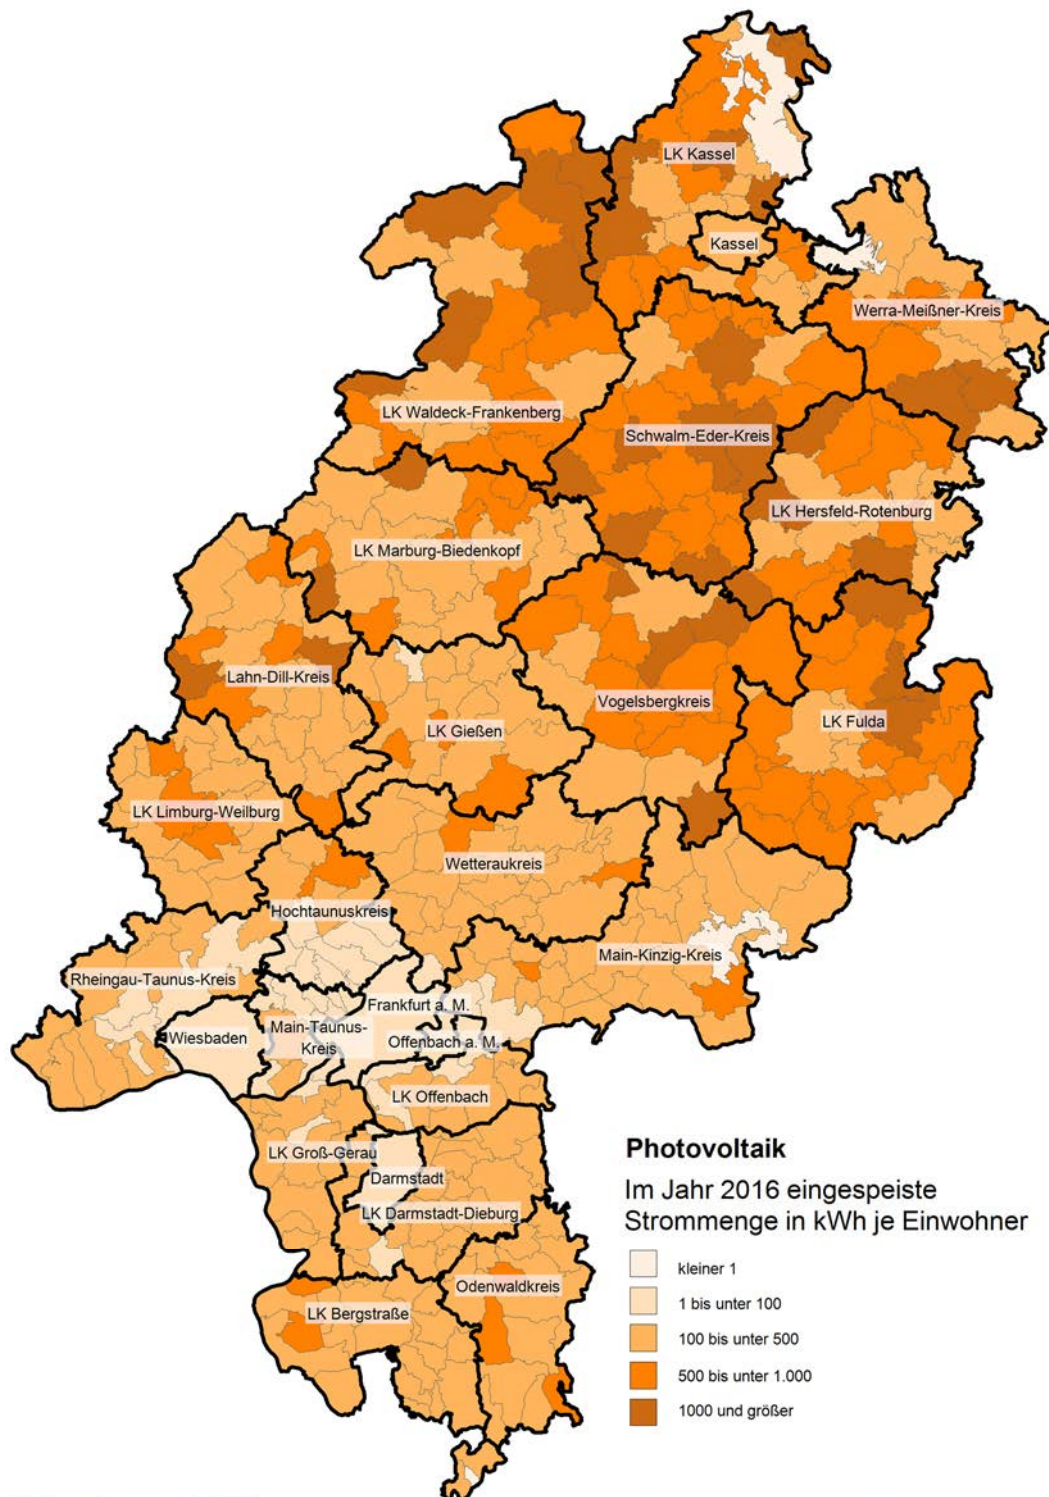 LK Kassel
Kassel
Werra-Meißner-Kreis
LK Waldeck-Frankenberg
Schwalm-Eder-Kreis
LK Hersfeld-Rotenburg
LK Marburg-Biedenkopf
Lahn-Dill-Kreis
Vogelsbergkreis
LK Fulda
LK Gießen
LK Limburg-Weilburg
Wetteraukreis
Hochtaunuskreis
Main-Kinzig-Kreis
Rheingau-Taunus-Kreis
Frankfurt a. M.
Wiesbaden
Main-Taunus-
Kreis
Offenbach a. M.
LK Offenbach
LK Groß-Gerau
Darmstadt
LK Darmstadt-Dieburg
Odenwaldkreis
LK Bergstraße
Photovoltaik
Im Jahr 2016 eingespeiste
Strommenge in kWh je Einwohner
kleiner 1
1 bis unter 100
100 bis unter 500
500 bis unter 1.000
1000 und größer